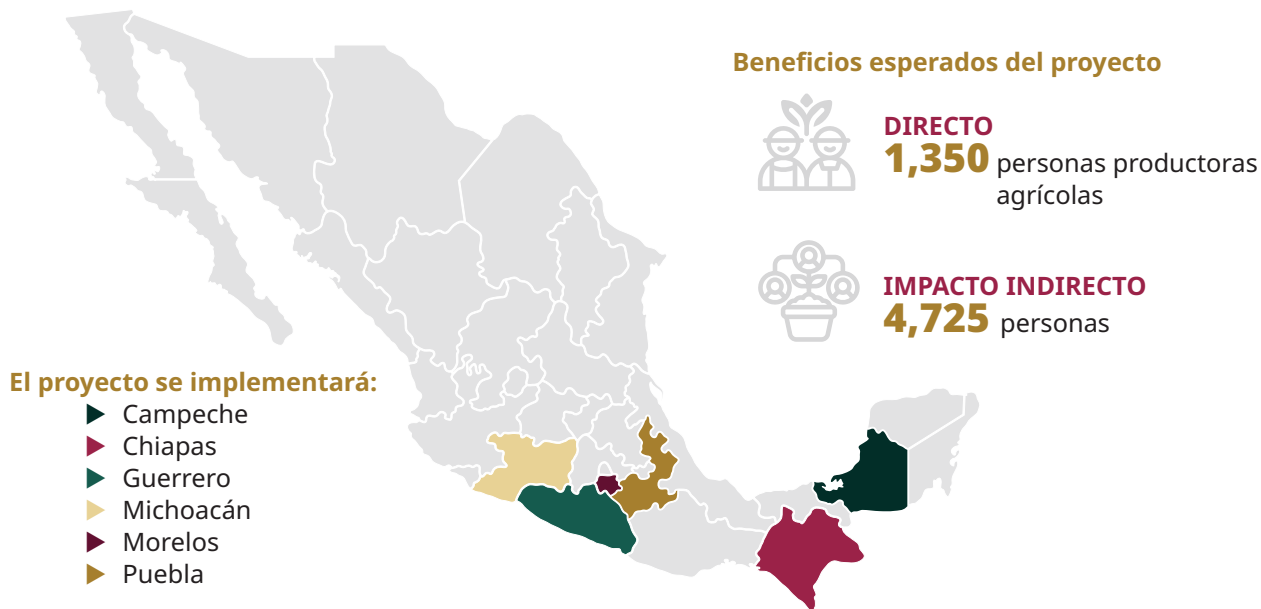 Beneficios esperados del proyecto
DIRECTO
1,350 personas productoras
agrícolas
IMPACTO INDIRECTO
4,725 personas
El proyecto se implementará:
Campeche
Chiapas
Guerrero
Michoacán
Morelos
Puebla